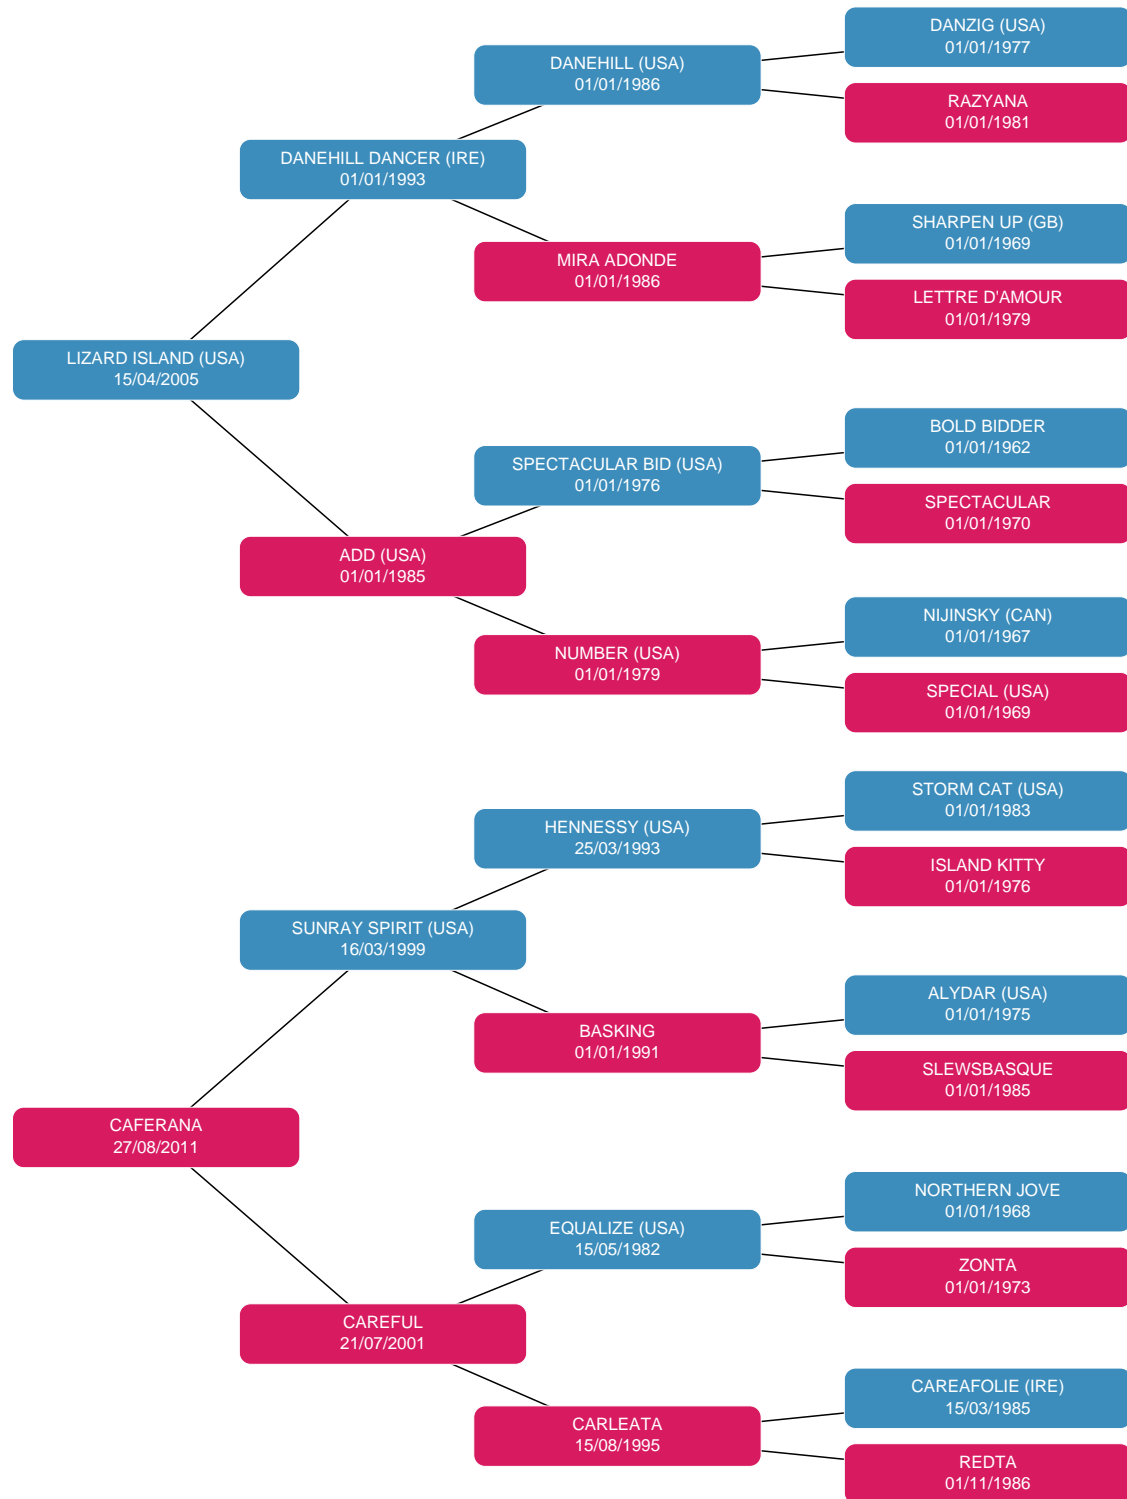 DANZIG (USA)
01/01/1977
DANEHILL (USA)
01/01/1986
RAZYANA
01/01/1981
DANEHILL DANCER (IRE)
01/01/1993
SHARPEN UP (GB)
01/01/1969
MIRA ADONDE
01/01/1986
LETTRE D'AMOUR
01/01/1979
LIZARD ISLAND (USA)
15/04/2005
BOLD BIDDER
01/01/1962
SPECTACULAR BID (USA)
01/01/1976
SPECTACULAR
01/01/1970
ADD (USA)
01/01/1985
NIJINSKY (CAN)
01/01/1967
NUMBER (USA)
01/01/1979
SPECIAL (USA)
01/01/1969
STORM CAT (USA)
01/01/1983
HENNESSY (USA)
25/03/1993
ISLAND KITTY
01/01/1976
SUNRAY SPIRIT (USA)
16/03/1999
ALYDAR (USA)
01/01/1975
BASKING
01/01/1991
SLEWSBASQUE
01/01/1985
CAFERANA
27/08/2011
NORTHERN JOVE
01/01/1968
EQUALIZE (USA)
15/05/1982
ZONTA
01/01/1973
CAREFUL
21/07/2001
CAREAFOLIE (IRE)
15/03/1985
CARLEATA
15/08/1995
REDTA
01/11/1986